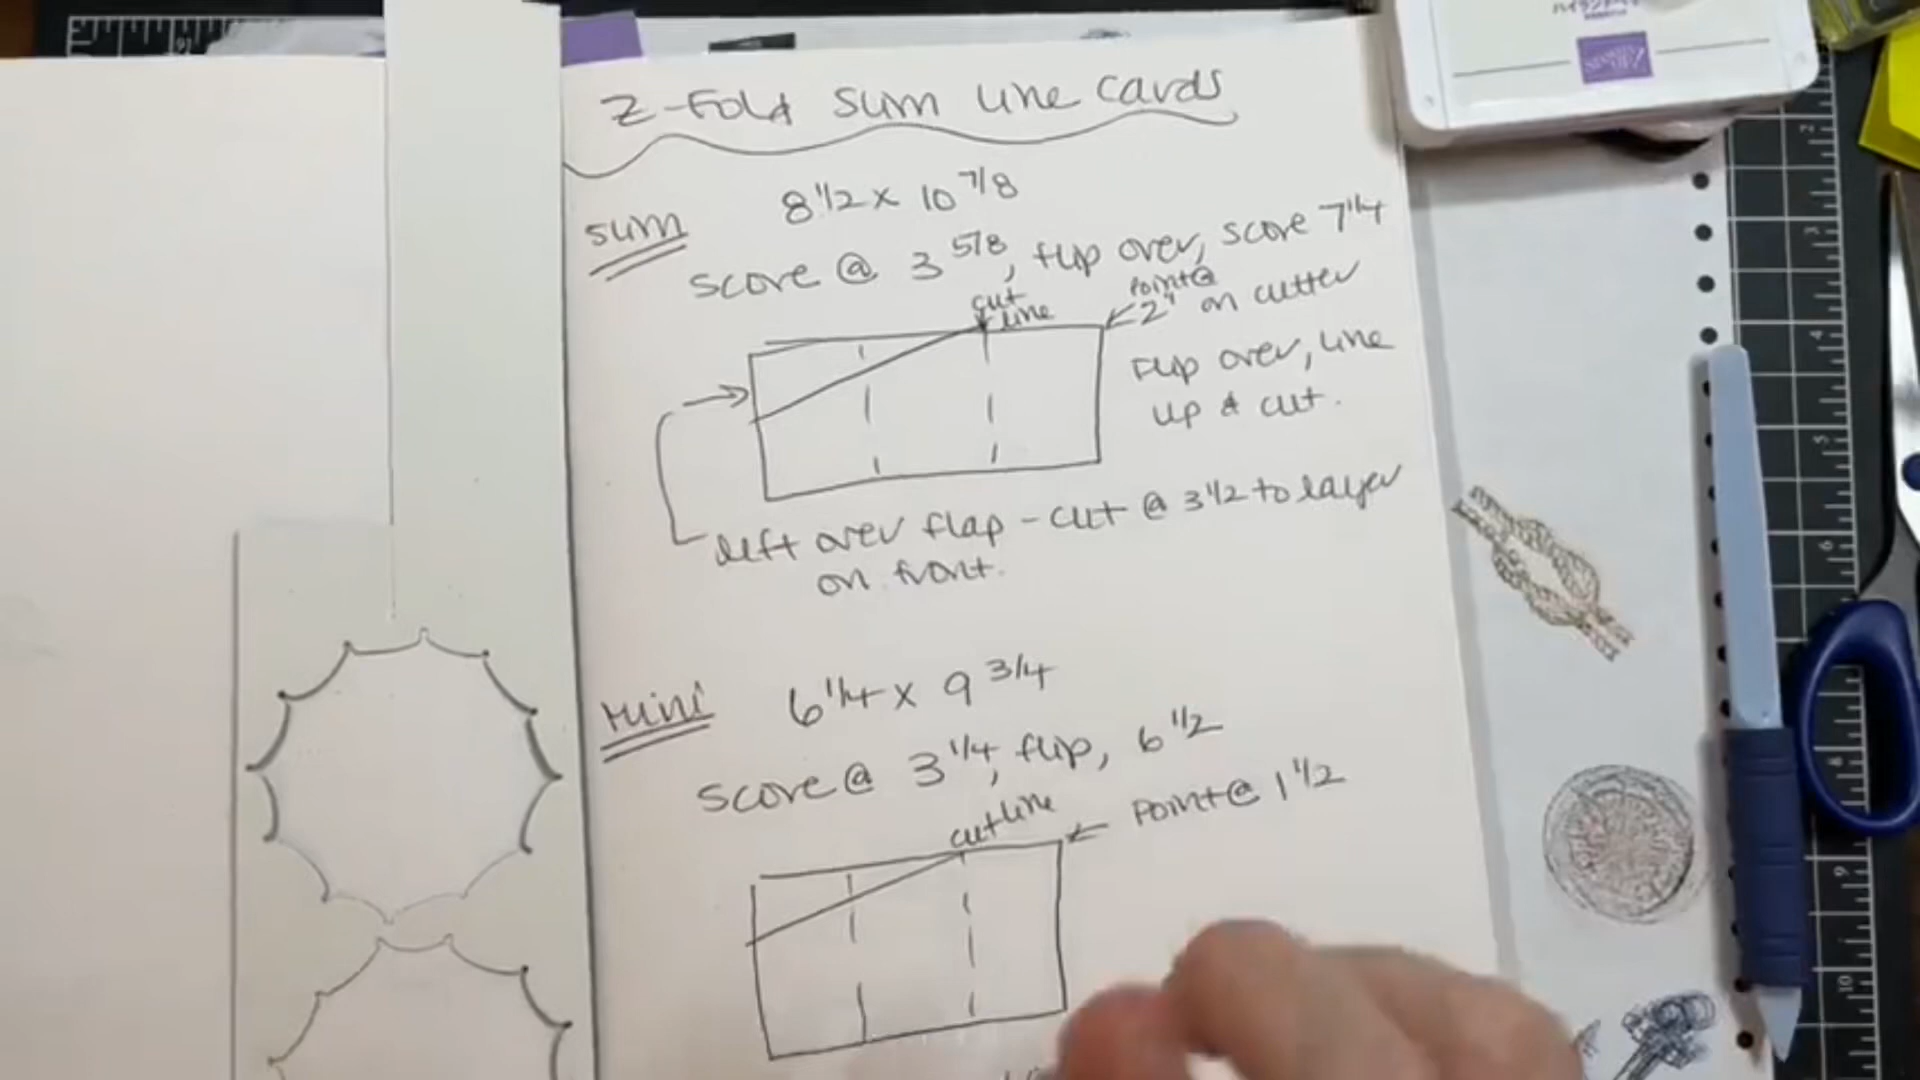 Z-Fold Slim Line Cards
Slim
8 1/2 x 10 7/8
score @ 3 5/8, flip over, score 7 1/4
cut line
point @ 2" on cutter
Flip over, line up & cut.
left over flap - cut @ 3 1/2 to layer
on front.
Mini
6 1/4 x 9 3/4
Score @ 3 1/4, flip, 6 1/2
cut line
Point @ 1 1/2